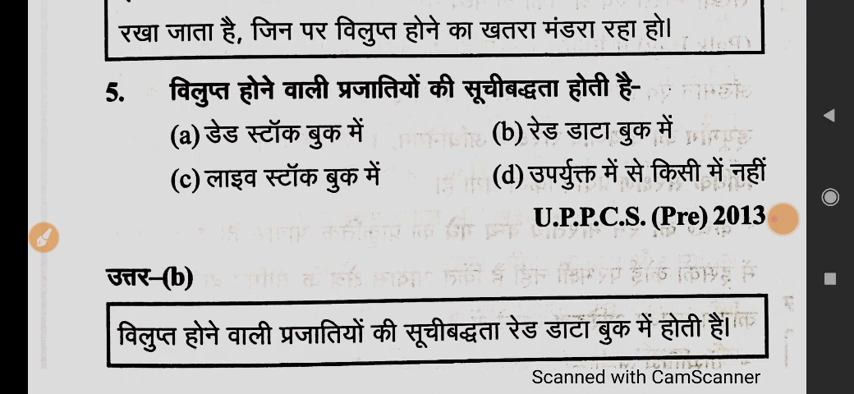 रखा जाता है, जिन पर विलुप्त होने का खतरा मंडरा रहा हो।
5. विलुप्त होने वाली प्रजातियों की सूचीबद्धता होती है-
(a) डेड स्टॉक बुक में (b) रेड डाटा बुक में
(c) लाइव स्टॉक बुक में (d) उपर्युक्त में से किसी में नहीं
U.P.P.C.S. (Pre) 2013
उत्तर–(b)
विलुप्त होने वाली प्रजातियों की सूचीबद्धता रेड डाटा बुक में होती है।
Scanned with CamScanner